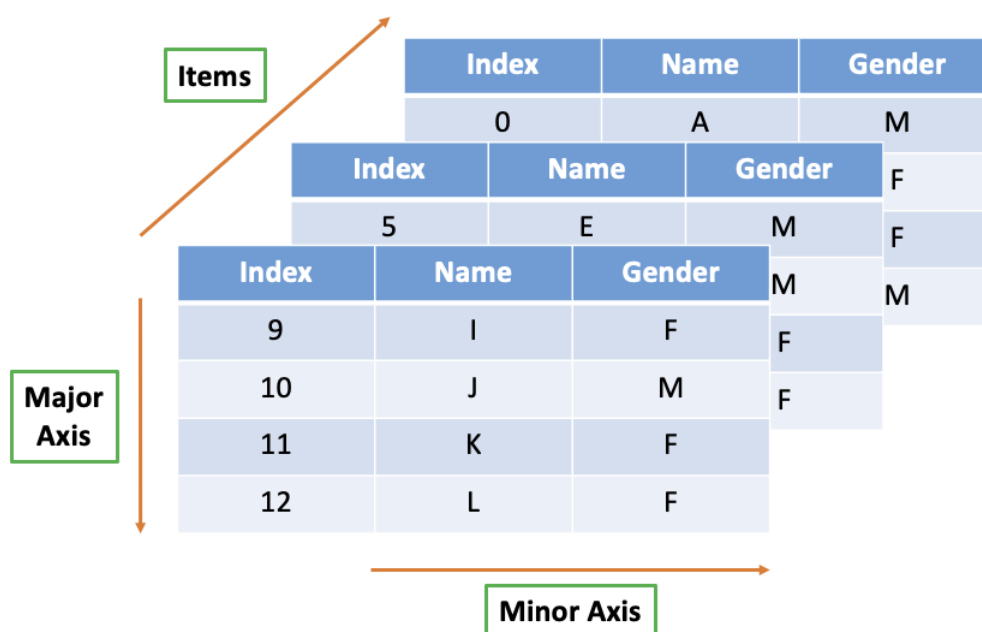 Items
Index Name Gender
0 A M
F
F
M
Index Name Gender
5 E M
M
F
F
Index Name Gender
9 I F
10 J M
11 K F
12 L F
Major
Axis
Minor Axis